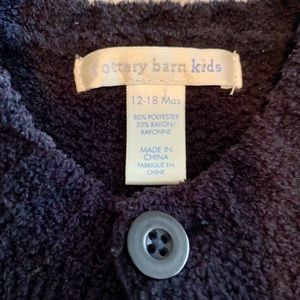 pottery barn kids
12-18 Mos
80% POLYESTER
20% RAYON/
RAYONNE
MADE IN
CHINA
FABRIQUÉ EN
CHINE